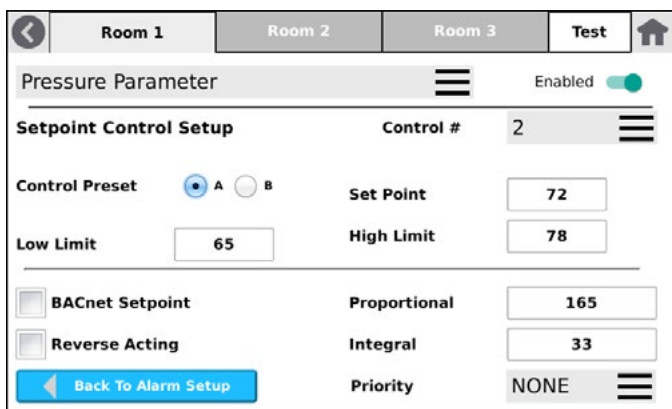 Room 1 Room 2 Room 3 Test
Pressure Parameter Enabled
Setpoint Control Setup Control # 2
Control Preset A B Set Point 72
Low Limit 65 High Limit 78
BACnet Setpoint Proportional 165
Reverse Acting Integral 33
Back To Alarm Setup Priority NONE